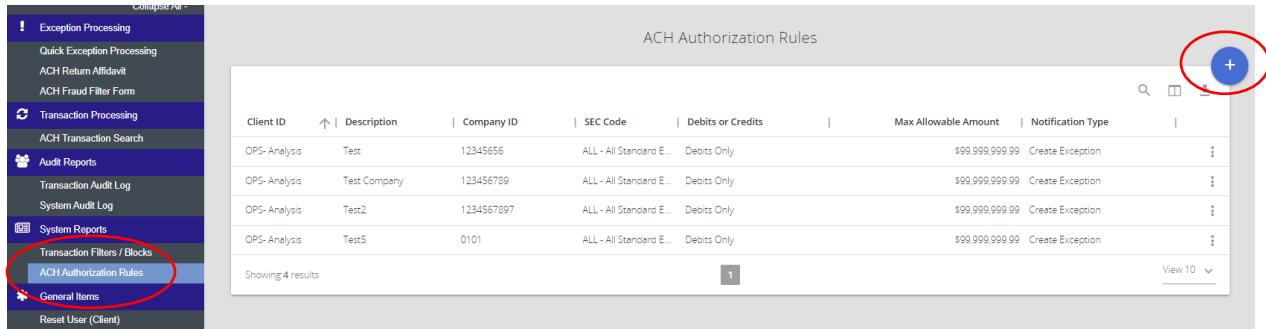 Collapse All -
Exception Processing
Quick Exception Processing
ACH Return Affidavit
ACH Fraud Filter Form
Transaction Processing
ACH Transaction Search
Audit Reports
Transaction Audit Log
System Audit Log
System Reports
Transaction Filters / Blocks
ACH Authorization Rules
General Items
Reset User (Client)
ACH Authorization Rules
+
Client ID Description Company ID SEC Code Debits or Credits Max Allowable Amount Notification Type
OPS- Analysis Test 12345656 ALL - All Standard E... Debits Only $99,999,999.99 Create Exception
OPS- Analysis Test Company 123456789 ALL - All Standard E... Debits Only $99,999,999.99 Create Exception
OPS- Analysis Test2 1234567897 ALL - All Standard E... Debits Only $99,999,999.99 Create Exception
OPS- Analysis Test5 0101 ALL - All Standard E... Debits Only $99,999,999.99 Create Exception
Showing 4 results 1 View 10